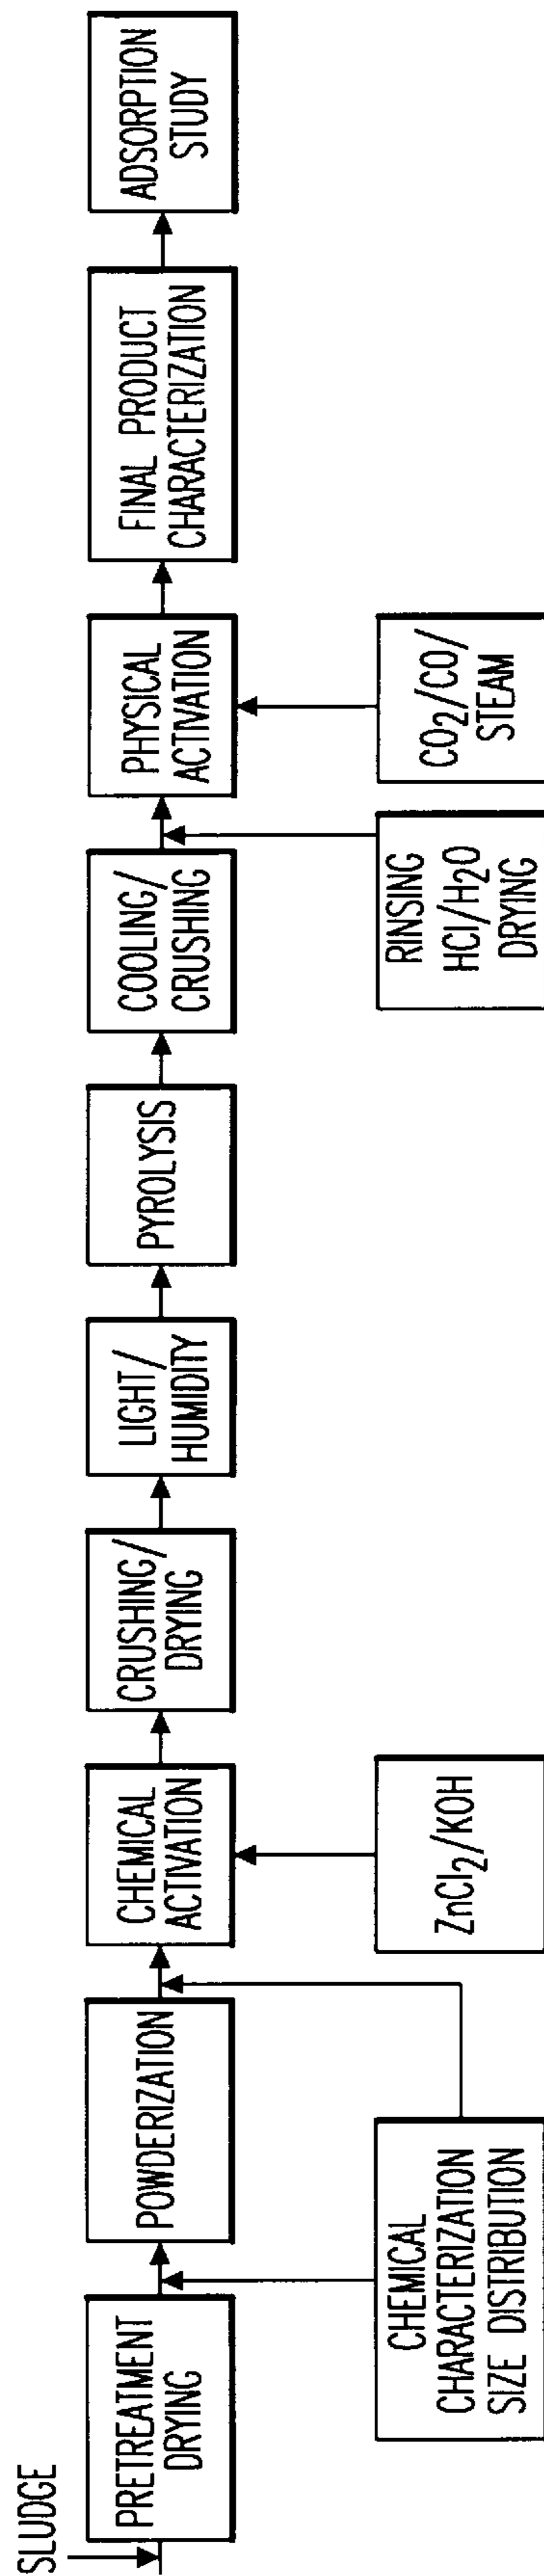 SLUDGE
PRETREATMENT
DRYING
POWDERIZATION
CHEMICAL
ACTIVATION
CRUSHING/
DRYING
LIGHT/
HUMIDITY
PYROLYSIS
COOLING/
CRUSHING
PHYSICAL
ACTIVATION
FINAL PRODUCT
CHARACTERIZATION
ADSORPTION
STUDY
CHEMICAL
CHARACTERIZATION
SIZE DISTRIBUTION
ZnCl2/KOH
RINSING
HCl/H2O
DRYING
CO2/CO/
STEAM